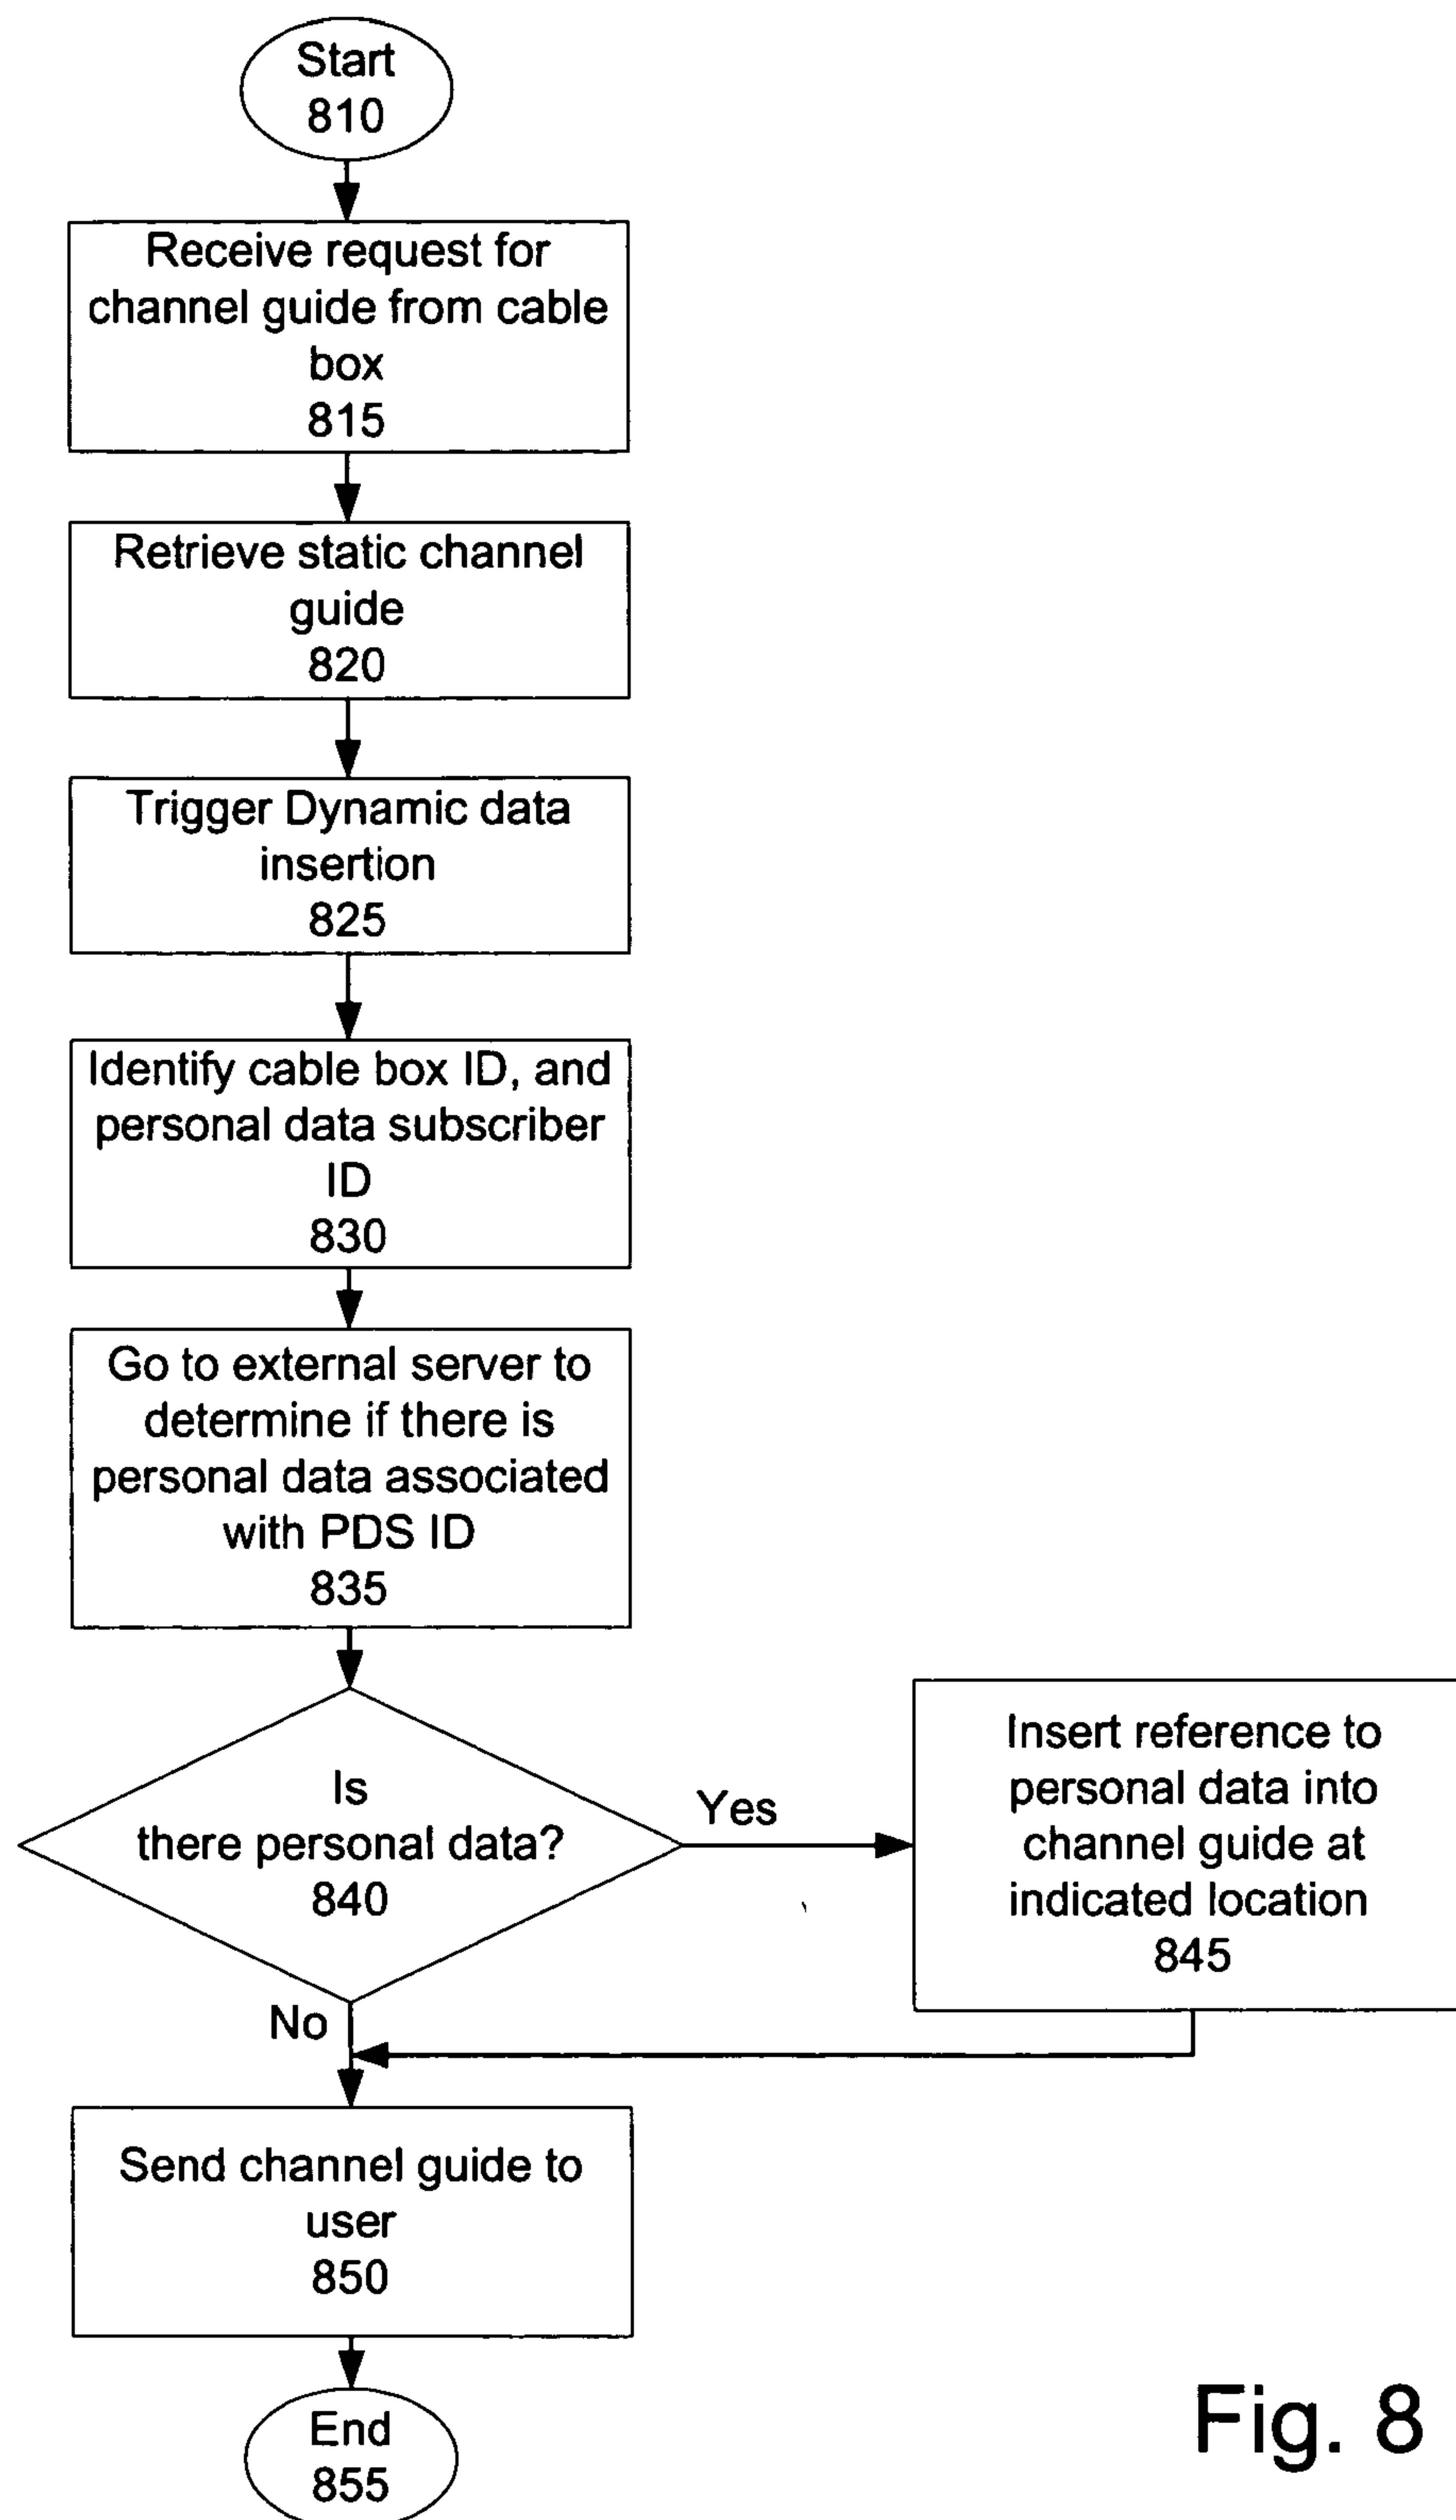 Start
810
Receive request for
channel guide from cable
box
815
Retrieve static channel
guide
820
Trigger Dynamic data
insertion
825
Identify cable box ID, and
personal data subscriber
ID
830
Go to external server to
determine if there is
personal data associated
with PDS ID
835
Is
there personal data?
840
Yes
Insert reference to
personal data into
channel guide at
indicated location
845
No
Send channel guide to
user
850
End
855
Fig. 8